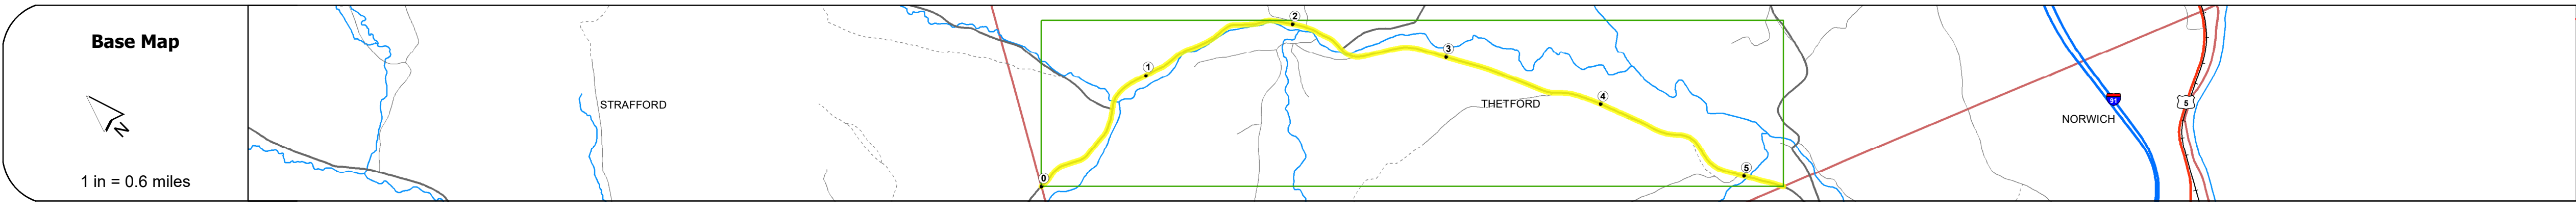 Base Map
N
1 in = 0.6 miles
STRAFFORD
0
1
2
3
THETFORD
4
5
NORWICH
91
5